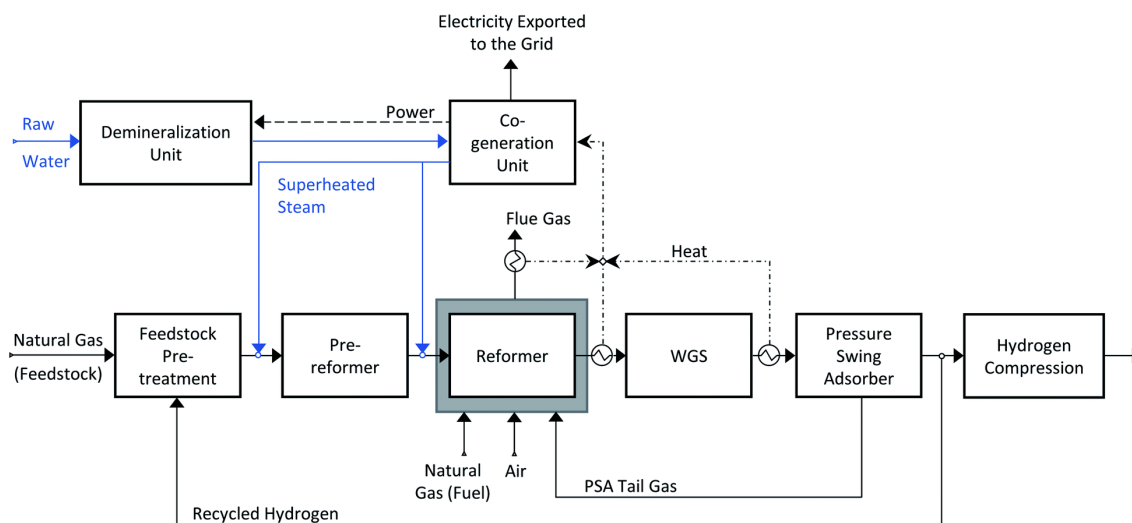 Electricity Exported
to the Grid
Raw
Water
Demineralization
Unit
Power
Co-
generation
Unit
Superheated
Steam
Flue Gas
Heat
Natural Gas
(Feedstock)
Feedstock
Pre-
treatment
Pre-
reformer
Reformer
WGS
Pressure
Swing
Adsorber
Hydrogen
Compression
Natural
Gas (Fuel)
Air
PSA Tail Gas
Recycled Hydrogen